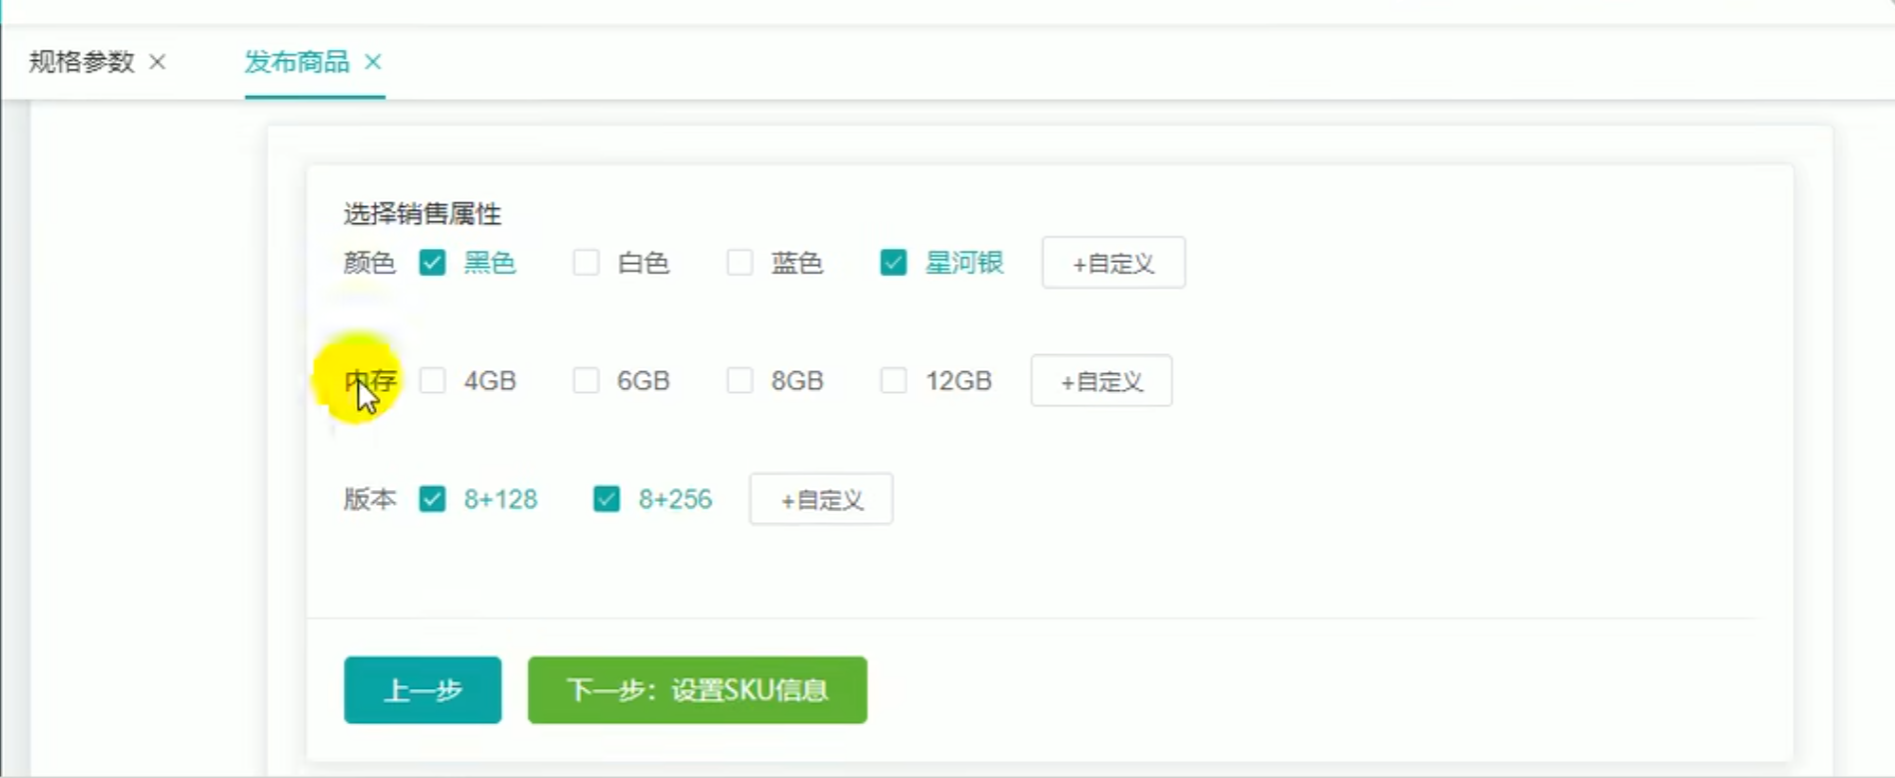 规格参数 发布商品
选择销售属性
颜色 黑色 白色 蓝色 星河银 +自定义
内存 4GB 6GB 8GB 12GB +自定义
版本 8+128 8+256 +自定义
上一步 下一步：设置SKU信息